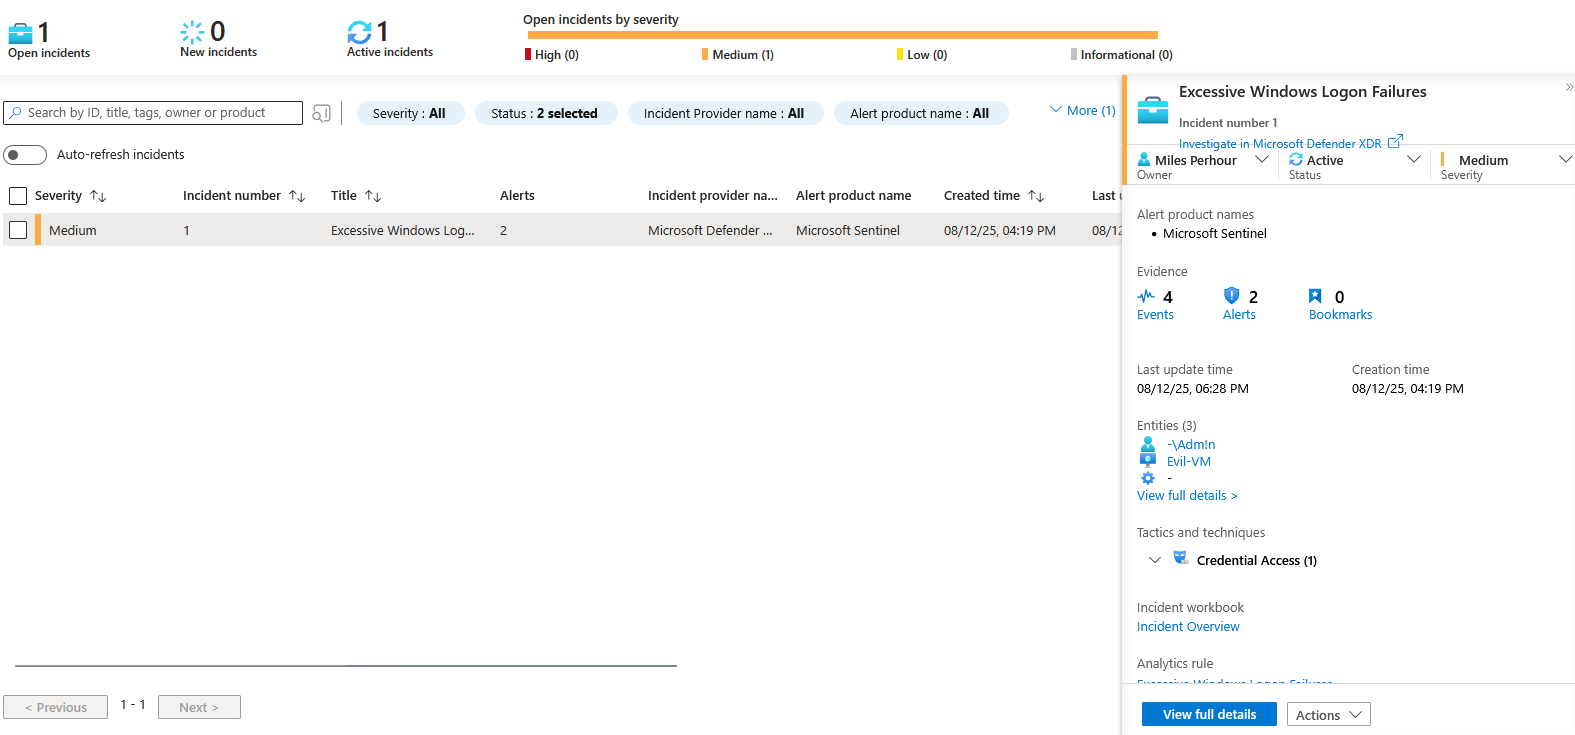 1
Open incidents
0
New incidents
1
Active incidents
Open incidents by severity
High (0)
Medium (1)
Low (0)
Informational (0)
Search by ID, title, tags, owner or product
Severity : All
Status : 2 selected
Incident Provider name : All
Alert product name : All
More (1)
Auto-refresh incidents
Severity ↑↓ Incident number ↑↓ Title ↑↓ Alerts Incident provider na... Alert product name Created time ↑↓ Last
Medium 1 Excessive Windows Log... 2 Microsoft Defender ... Microsoft Sentinel 08/12/25, 04:19 PM 08/12
< Previous 1 - 1 Next >
»
Excessive Windows Logon Failures
Incident number 1
Investigate in Microsoft Defender XDR
Miles Perhour
Owner
Active
Status
Medium
Severity
Alert product names
• Microsoft Sentinel
Evidence
4
Events
2
Alerts
0
Bookmarks
Last update time
08/12/25, 06:28 PM
Creation time
08/12/25, 04:19 PM
Entities (3)
-\Adm!n
Evil-VM
-
View full details >
Tactics and techniques
Credential Access (1)
Incident workbook
Incident Overview
Analytics rule
Excessive Windows Logon Failures
View full details
Actions